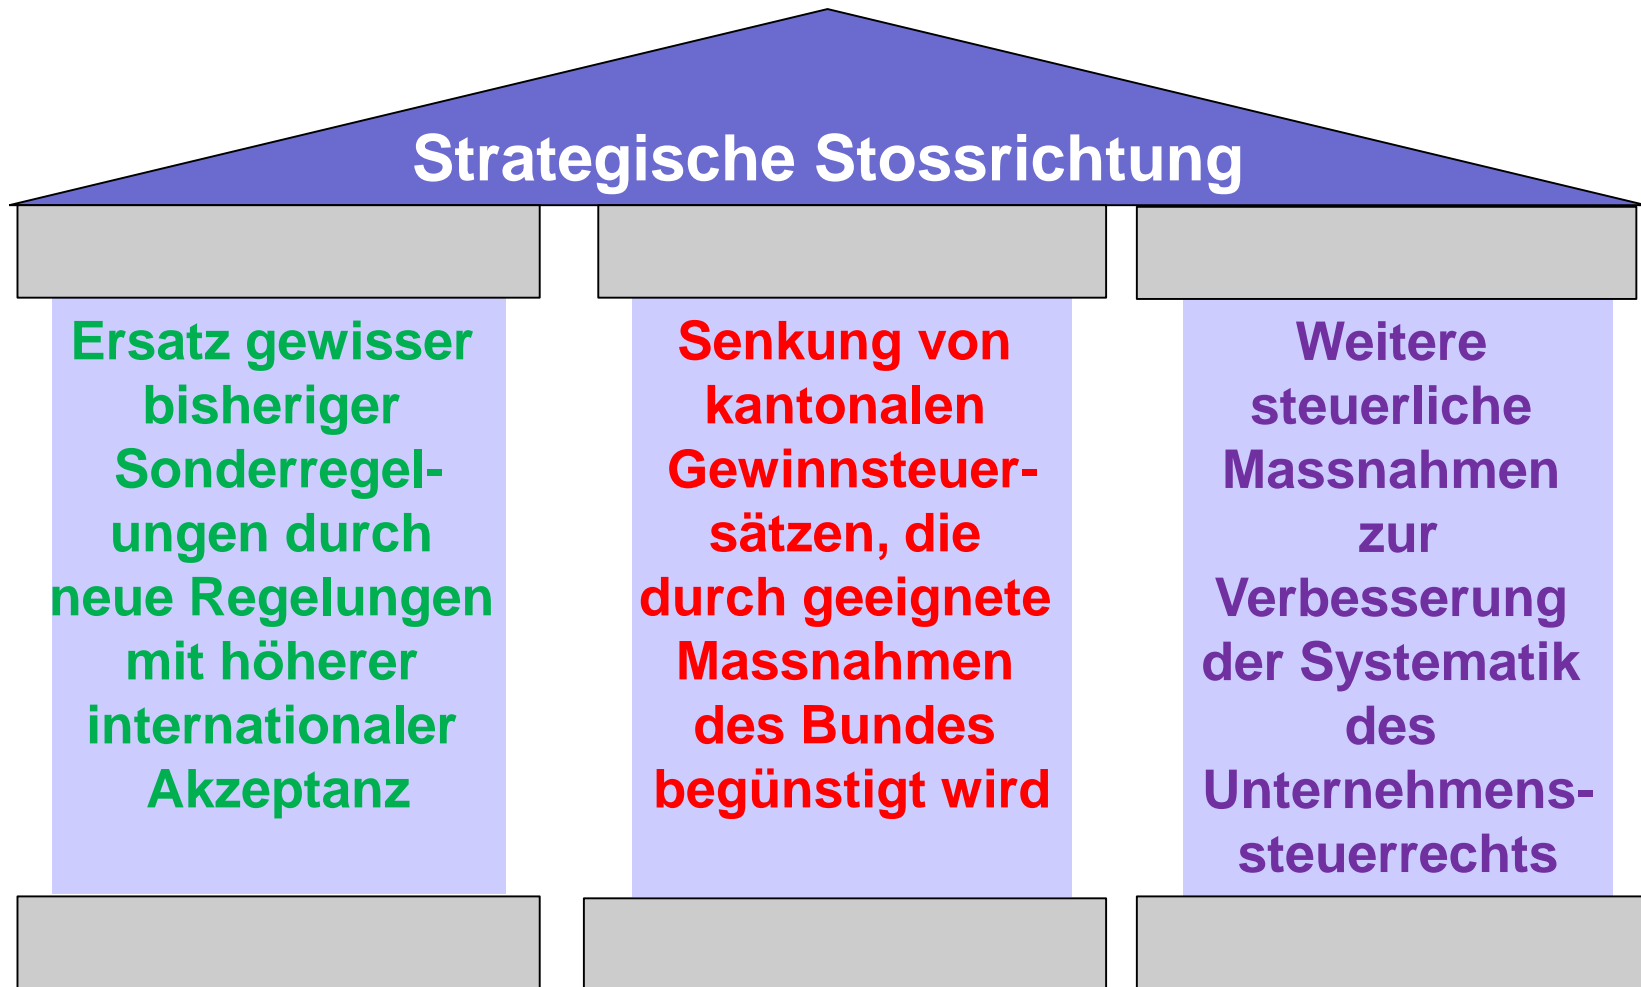 Strategische Stossrichtung
Ersatz gewisser
bisheriger
Sonderregel-
ungen durch
neue Regelungen
mit höherer
internationaler
Akzeptanz
Senkung von
kantonalen
Gewinnsteuer-
sätzen, die
durch geeignete
Massnahmen
des Bundes
begünstigt wird
Weitere
steuerliche
Massnahmen
zur
Verbesserung
der Systematik
des
Unternehmens-
steuerrechts